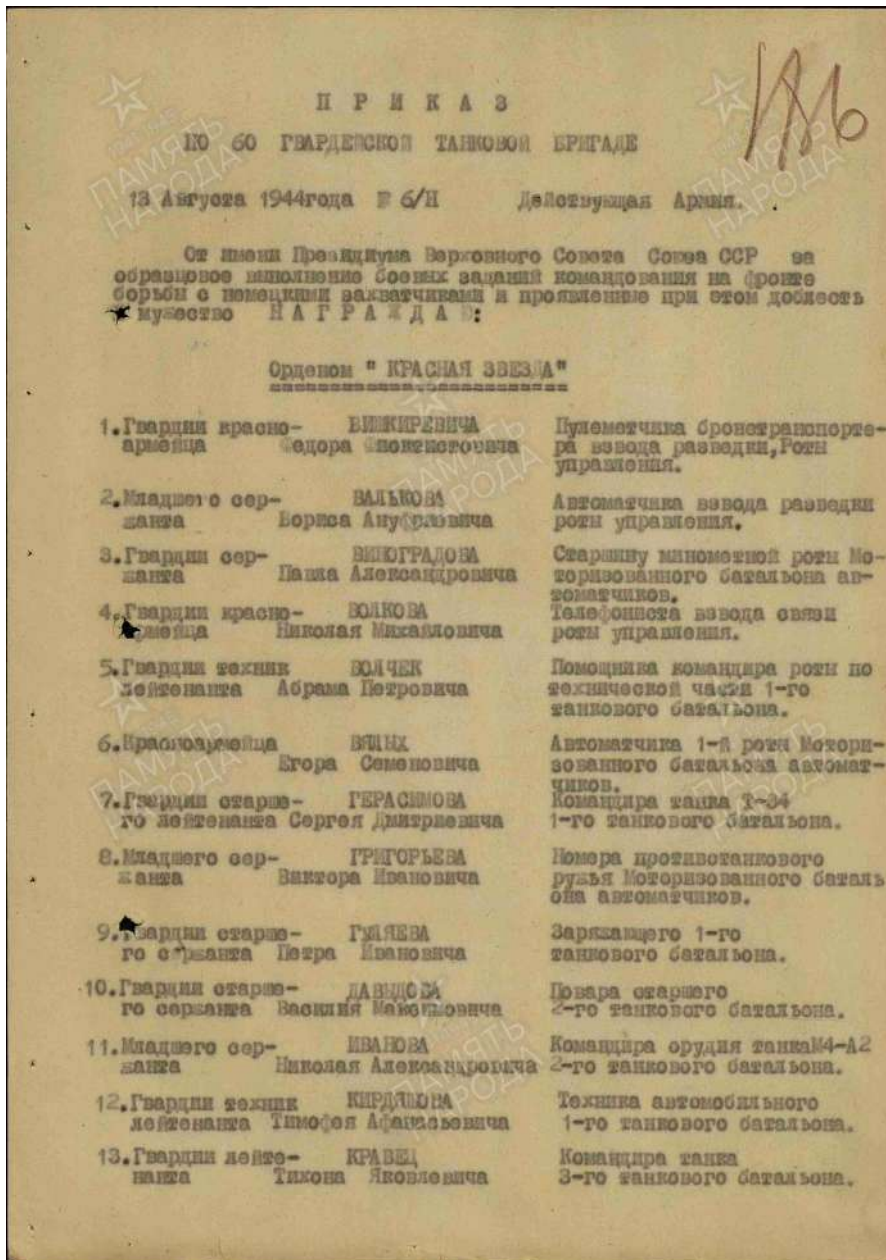 П Р И К А З
ПО 60 ГВАРДЕЙСКОЙ ТАНКОВОЙ БРИГАДЕ
13 Августа 1944года № 6/Н Действующая Армия.
От имени Президиума Верховного Совета Союза ССР за
образцовое выполнение боевых заданий командования на фронте
борьбы с немецкими захватчиками и проявленные при этом доблесть
мужество Н А Г Р А Ж Д А Ю:
Орденом " КРАСНАЯ ЗВЕЗДА"
1. Гвардии красно- ВИШКИРЕВИЧА Пулеметчика бронетранспорте-
армейца Федора ра взвода разведки,Роты
управления.
2. Младшего сер- ВАЛЬКОВА Автоматчика взвода разведки
жанта Бориса Ануфриевича роты управления.
3. Гвардии сер- ВИНОГРАДОВА Старшину минометной роты Мо-
жанта Павла Александровича торизованного батальона ав-
томатчиков.
4. Гвардии красно- ВОЛКОВА Телефониста взвода связи
армейца Николая Михайловича роты управления.
5. Гвардии техник ВОЛЧЕК Помощника командира роты по
лейтенанта Абрама Петровича технической части 1-го
танкового батальона.
6. Красноармейца ВЯЛЫХ Автоматчика 1-й роты Мотори-
Егора Семеновича зованного батальона автомат-
чиков.
7. Гвардии старше- ГЕРАСИМОВА Командира танка Т-34
го лейтенанта Сергея Дмитриевича 1-го танкового батальона.
8. Младшего сер- ГРИГОРЬЕВА Номера противотанкового
жанта Виктора Ивановича ружья Моторизованного баталь
она автоматчиков.
9. Гвардии старше- ГУЛЯЕВА Заряжающего 1-го
го сержанта Петра Ивановича танкового батальона.
10. Гвардии старше- ДАВЫДОВА Повара старшего
го сержанта Василия Максимовича 2-го танкового батальона.
11. Младшего сер- ИВАНОВА Командира орудия танкаМ4-А2
жанта Николая Александровича 2-го танкового батальона.
12. Гвардии техник КИРДЯШОВА Техника автомобильного
лейтенанта Тимофея Афанасьевича 1-го танкового батальона.
13. Гвардии лейте- КРАВЕЦ Командира танка
нанта Тихона Яковлевича 3-го танкового батальона.
ПАМЯТЬ
НАРОДА